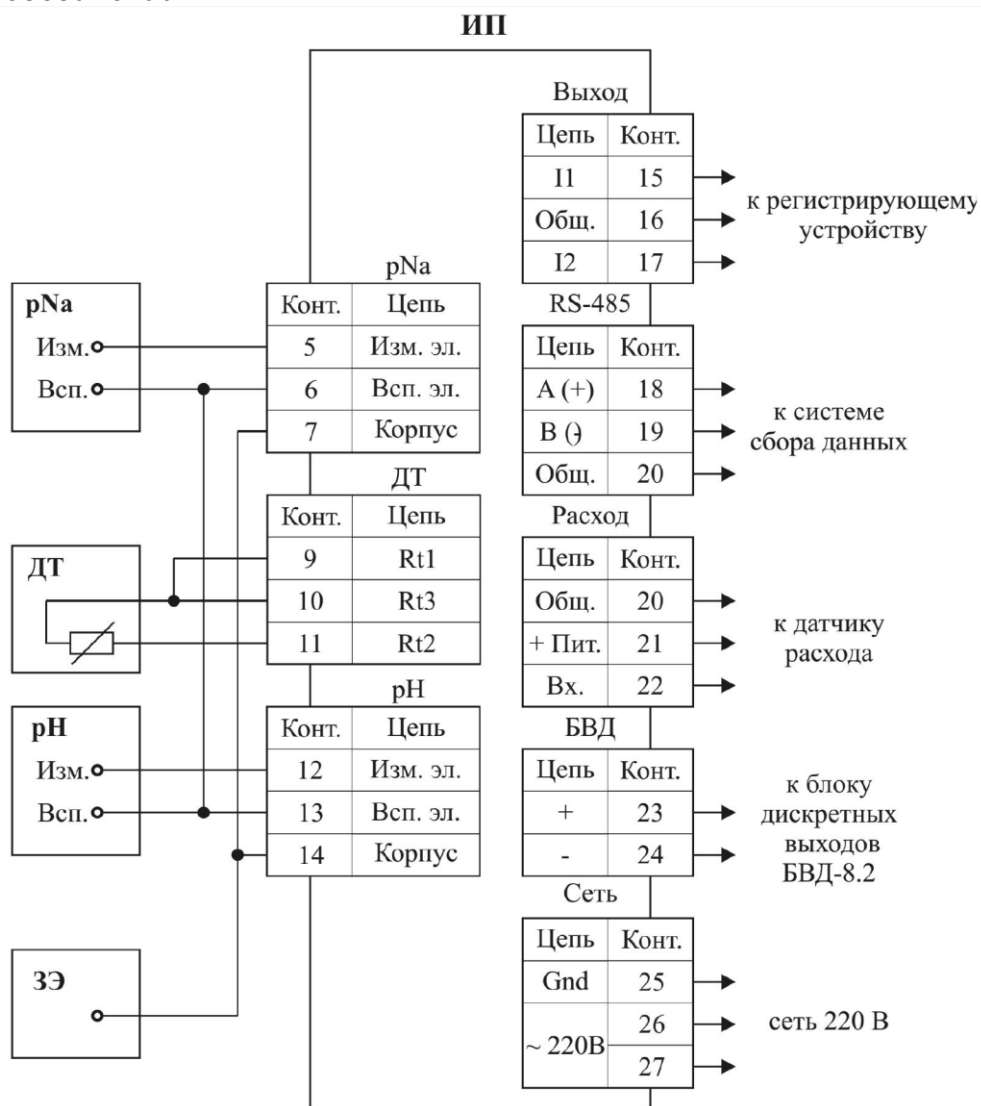 ИП
Выход
Цепь Конт.
I1 15
Общ. 16
I2 17
к регистрирующему
устройству
pNa
Изм.
Всп.
pNa
Конт. Цепь
5 Изм. эл.
6 Всп. эл.
7 Корпус
RS-485
Цепь Конт.
A (+) 18
B (-) 19
Общ. 20
к системе
сбора данных
ДТ
ДТ
Конт. Цепь
9 Rt1
10 Rt3
11 Rt2
Расход
Цепь Конт.
Общ. 20
+ Пит. 21
Вх. 22
к датчику
расхода
pH
Изм.
Всп.
pH
Конт. Цепь
12 Изм. эл.
13 Всп. эл.
14 Корпус
БВД
Цепь Конт.
+ 23
- 24
к блоку
дискретных
выходов
БВД-8.2
ЗЭ
Сеть
Цепь Конт.
Gnd 25
~ 220В 26
27
сеть 220 В